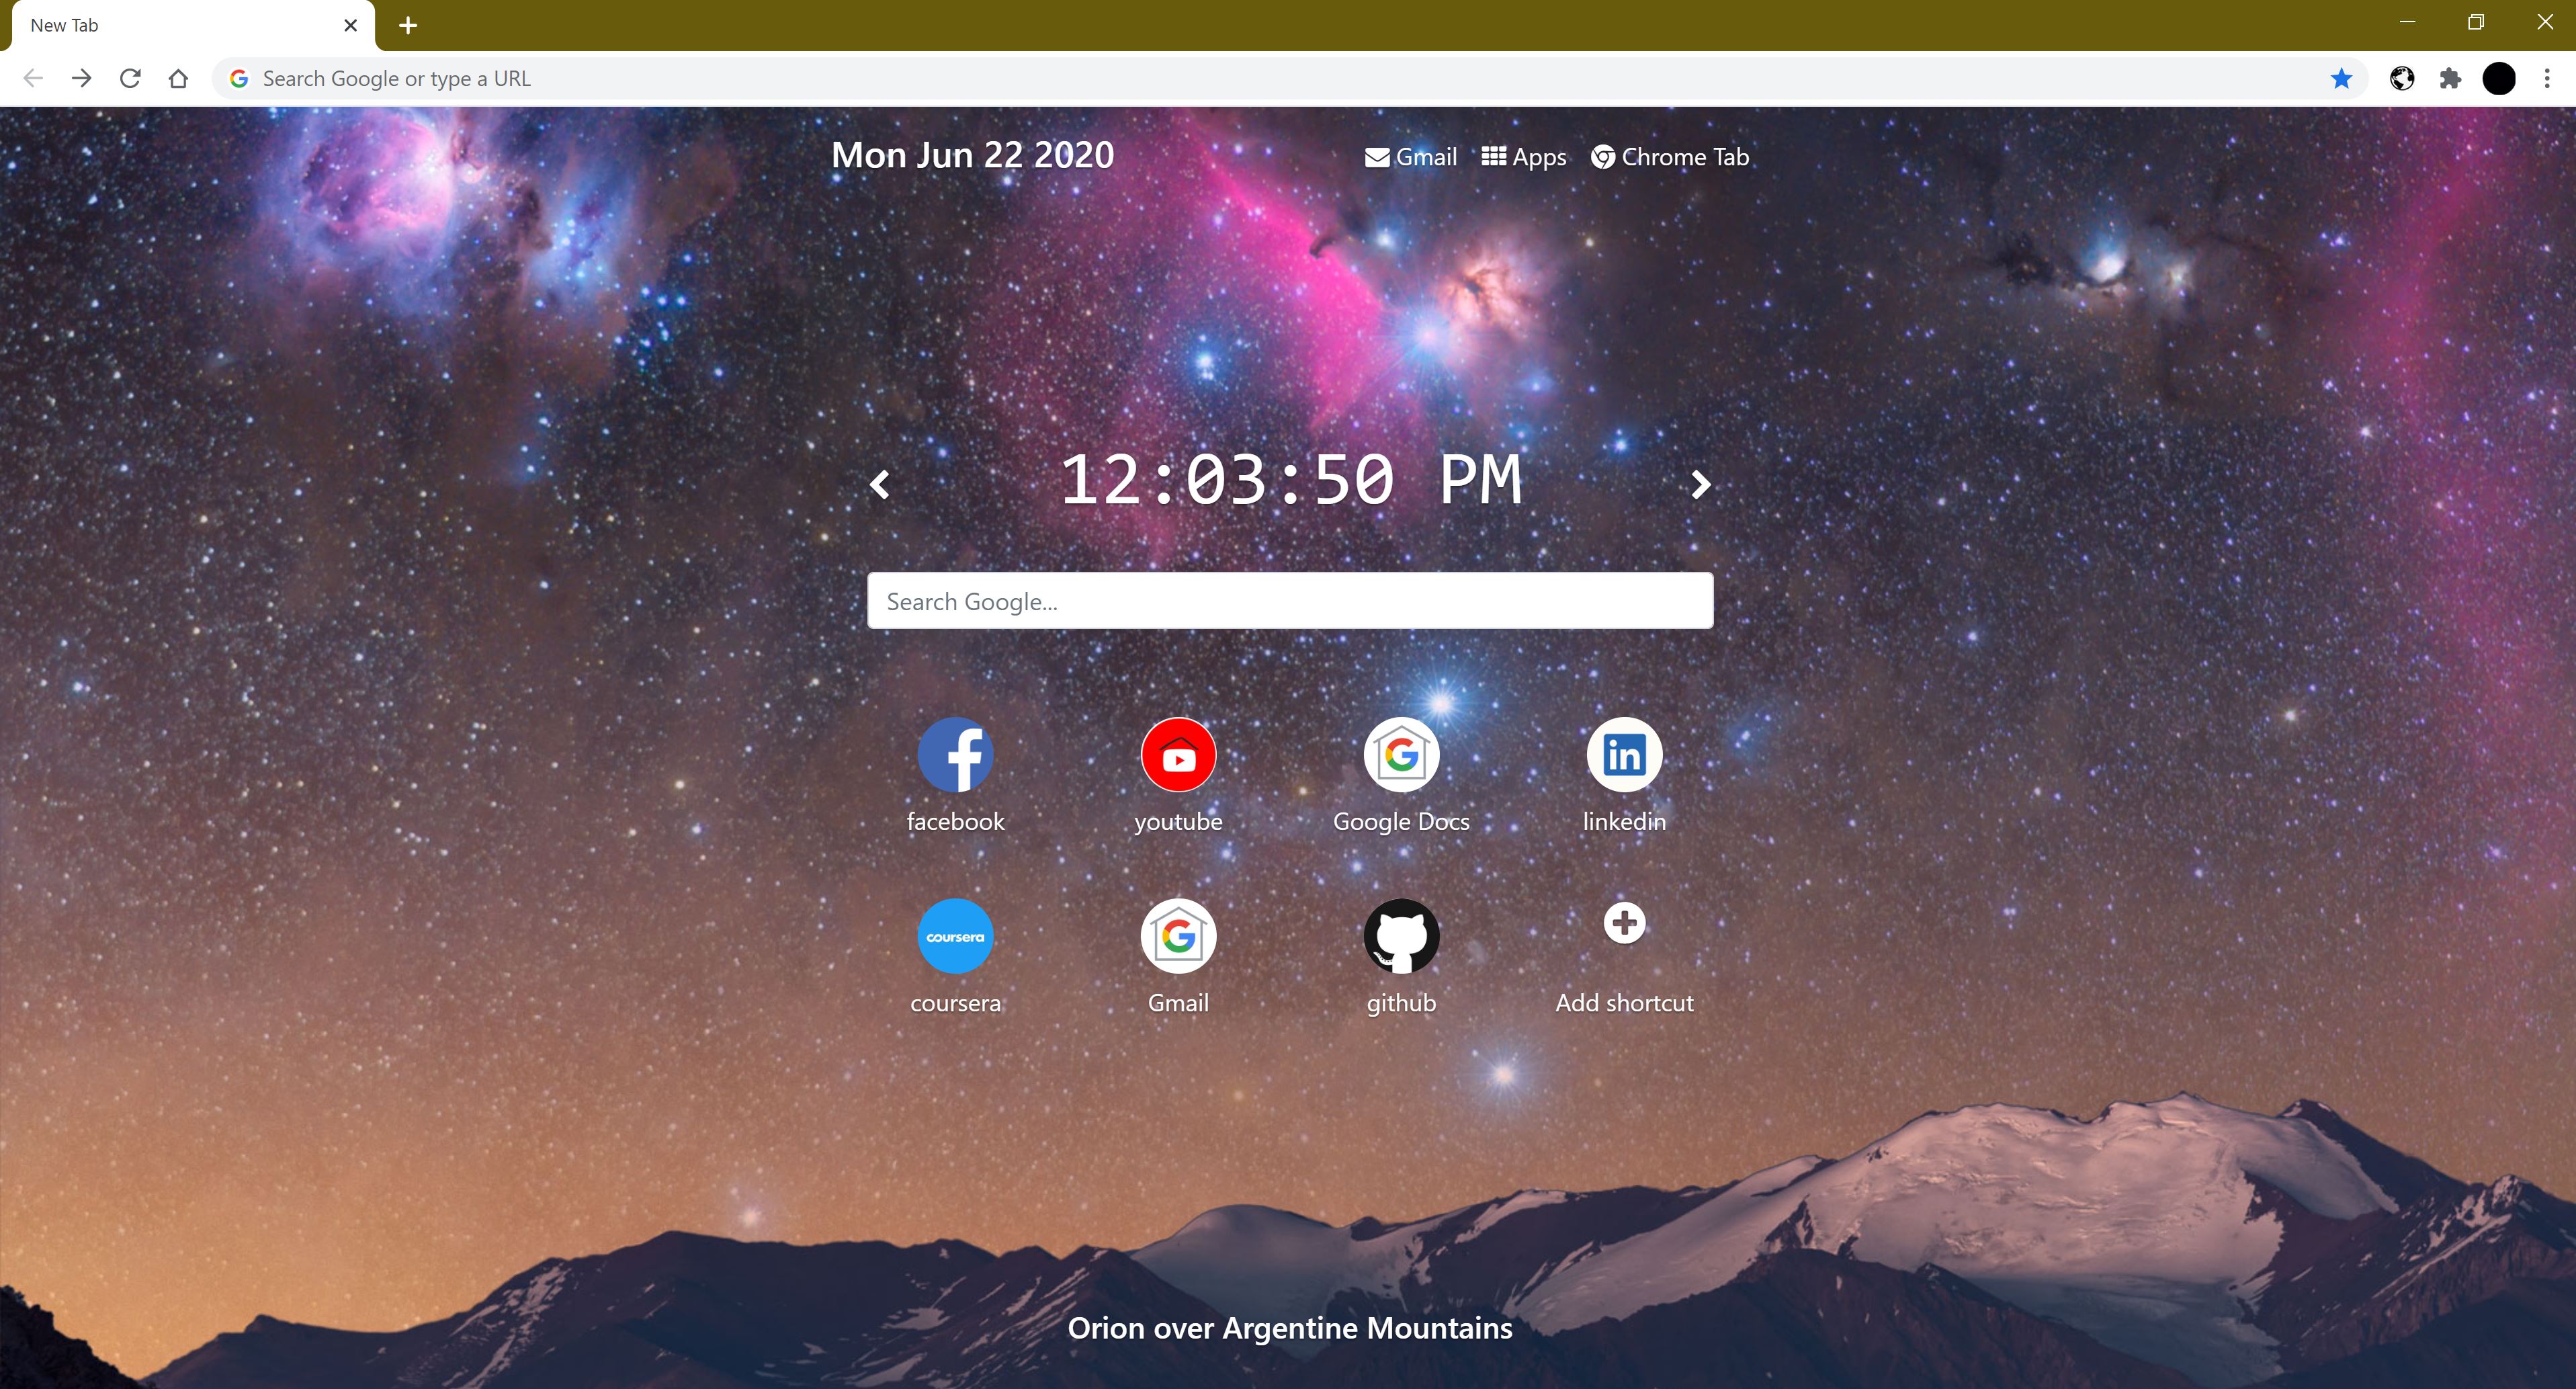 New Tab
Search Google or type a URL
Mon Jun 22 2020
Gmail Apps Chrome Tab
12:03:50 PM
Search Google...
in
facebook youtube Google Docs linkedin
coursera
coursera Gmail github Add shortcut
Orion over Argentine Mountains